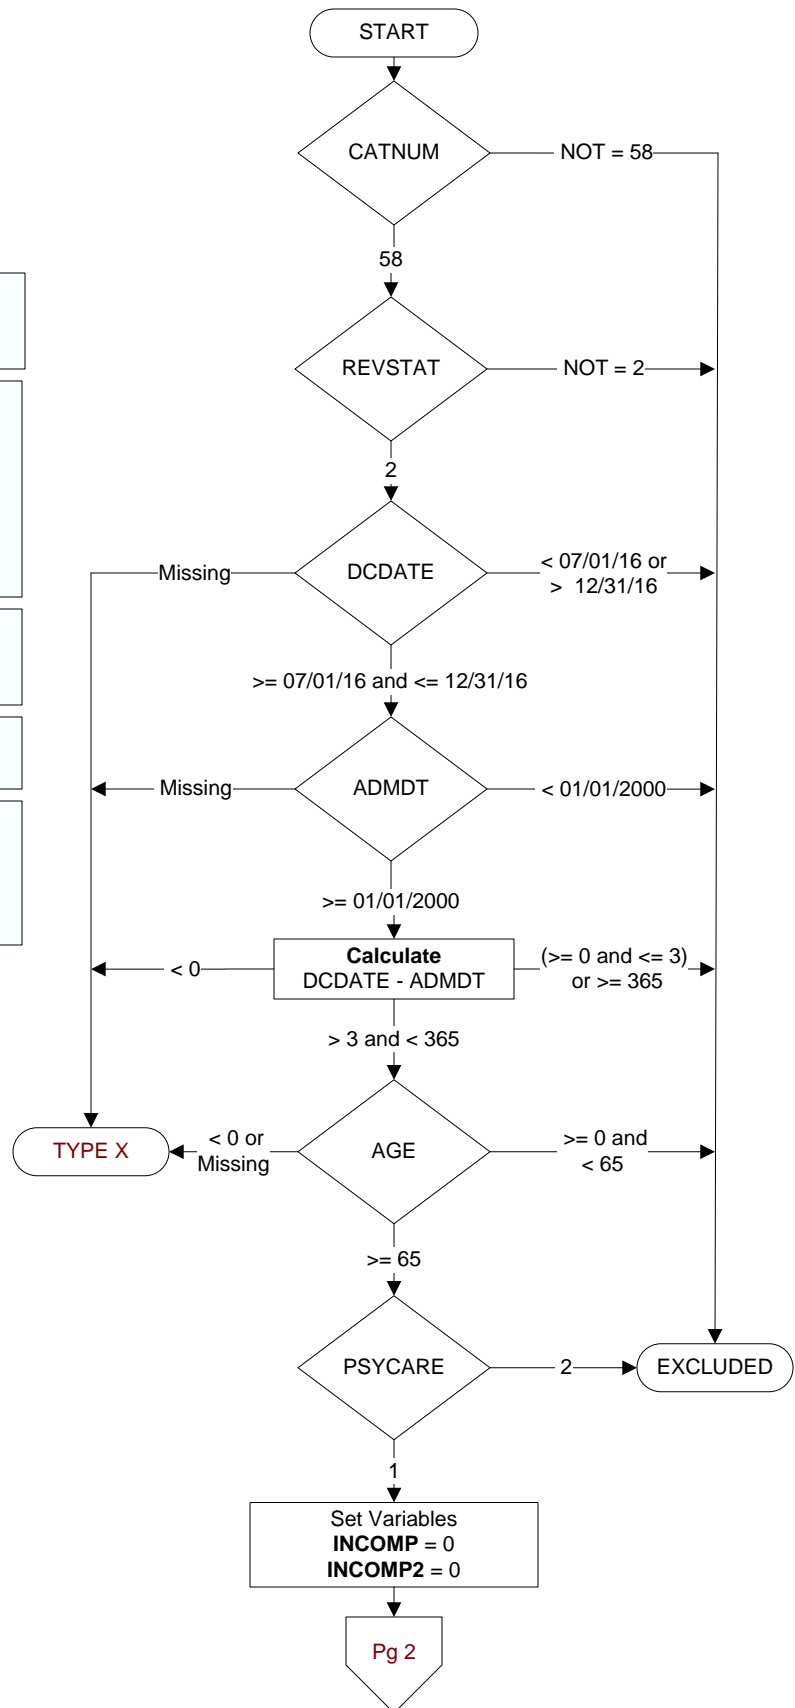 START
CATNUM
NOT = 58
58
REVSTAT
NOT = 2
2
Missing
DCDATE
< 07/01/16 or
> 12/31/16
>= 07/01/16 and <= 12/31/16
Missing
ADMDT
< 01/01/2000
>= 01/01/2000
< 0
Calculate
DCDATE - ADMDT
(>= 0 and <= 3)
or >= 365
> 3 and < 365
TYPE X
< 0 or
Missing
AGE
>= 0 and
< 65
>= 65
PSYCARE
2
EXCLUDED
1
Set Variables
INCOMP = 0
INCOMP2 = 0
Pg 2